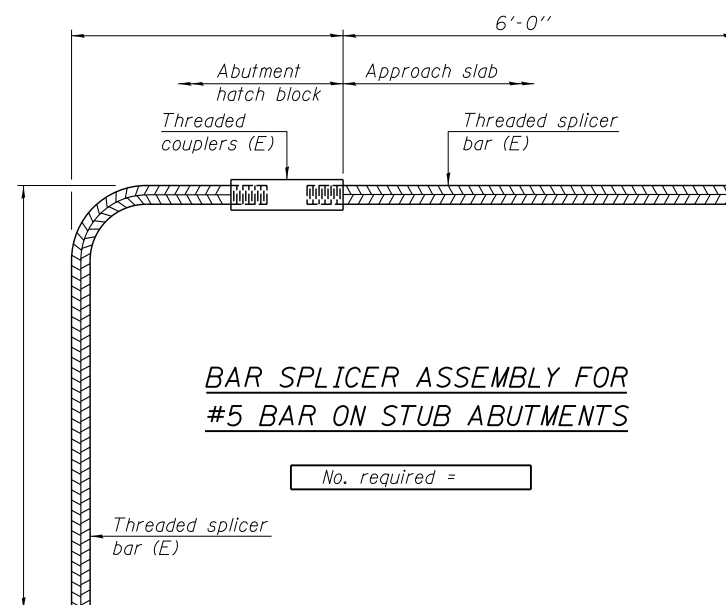 6'-0''
Abutment
hatch block
Approach slab
Threaded
couplers (E)
Threaded splicer
bar (E)
BAR SPLICER ASSEMBLY FOR
#5 BAR ON STUB ABUTMENTS
No. required =
Threaded splicer
bar (E)